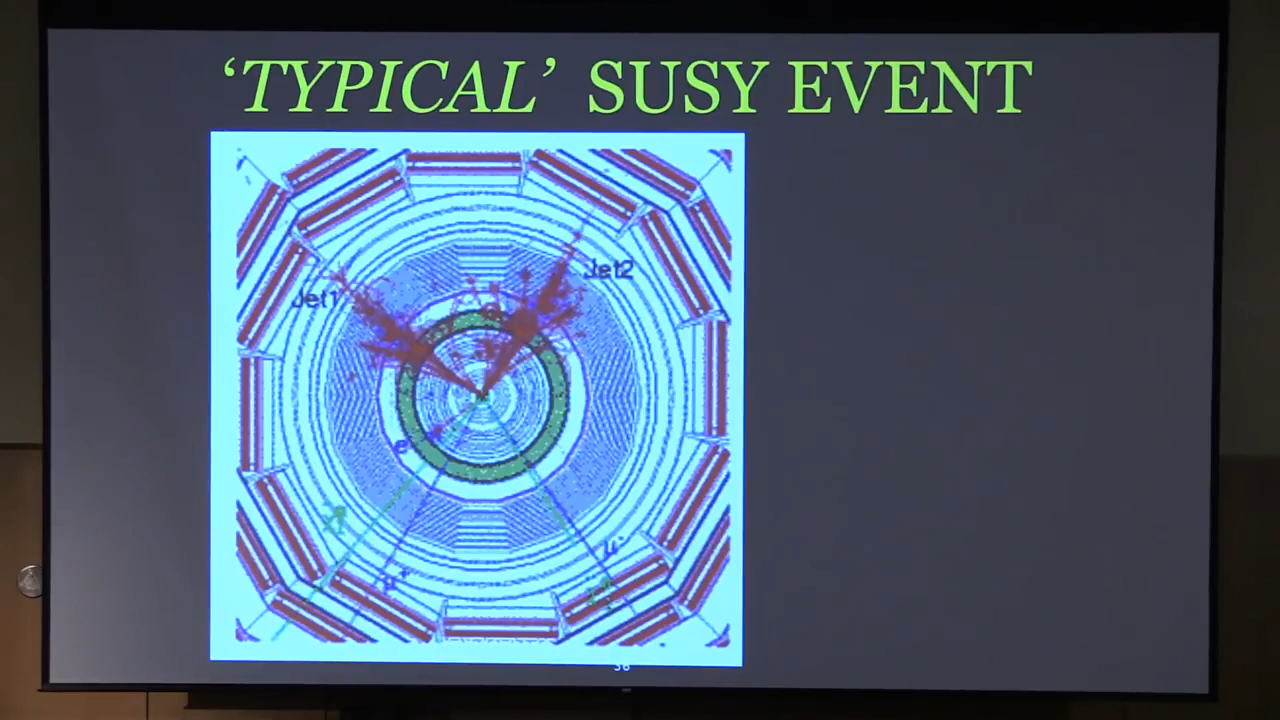 ‘TYPICAL’ SUSY EVENT
Jet2
Jet1
e
μ⁻
μ⁺